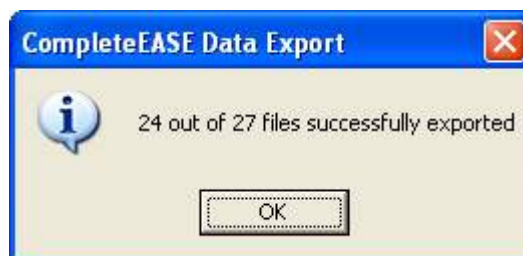 CompleteEASE Data Export
24 out of 27 files successfully exported
OK